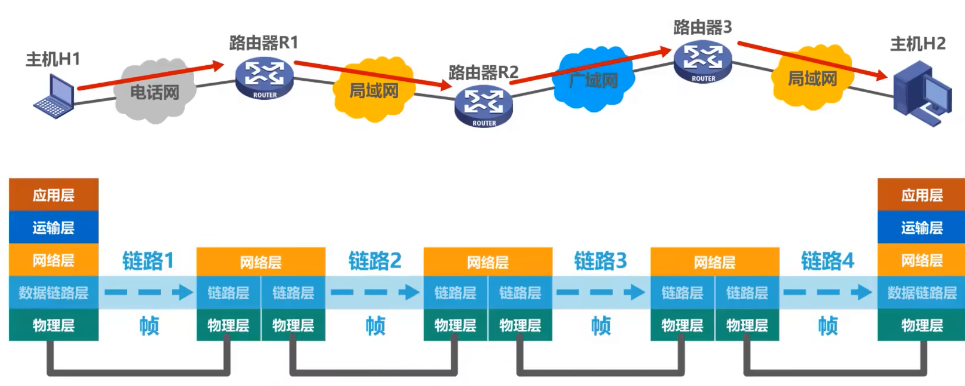 主机H1
电话网
路由器R1
ROUTER
局域网
路由器R2
ROUTER
广域网
路由器3
ROUTER
局域网
主机H2
应用层
运输层
网络层
数据链路层
物理层
链路1
帧
网络层
链路层 链路层
物理层 物理层
链路2
帧
网络层
链路层 链路层
物理层 物理层
链路3
帧
网络层
链路层 链路层
物理层 物理层
链路4
帧
应用层
运输层
网络层
数据链路层
物理层